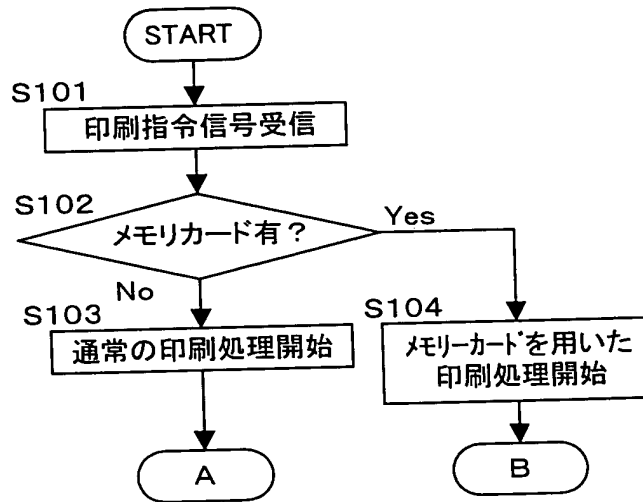 START
S101
印刷指令信号受信
S102
メモリカード有？
Yes
No
S103
通常の印刷処理開始
S104
メモリーカードを用いた
印刷処理開始
A
B